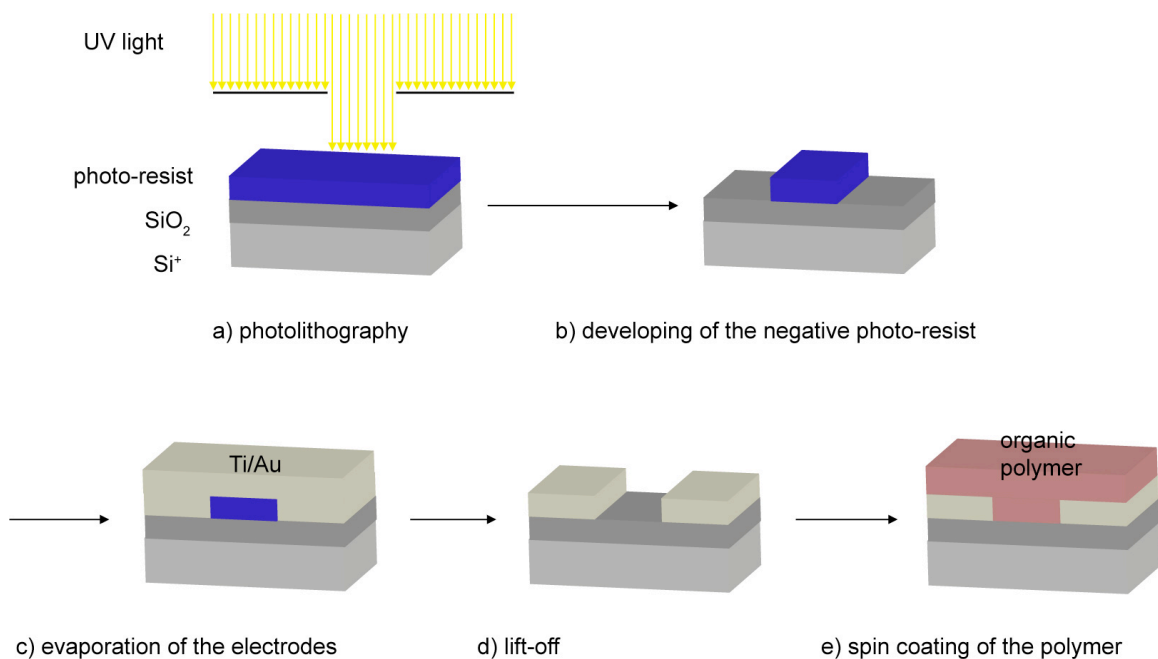 UV light
photo-resist
SiO₂
Si⁺
a) photolithography
b) developing of the negative photo-resist
Ti/Au
organic
polymer
c) evaporation of the electrodes
d) lift-off
e) spin coating of the polymer